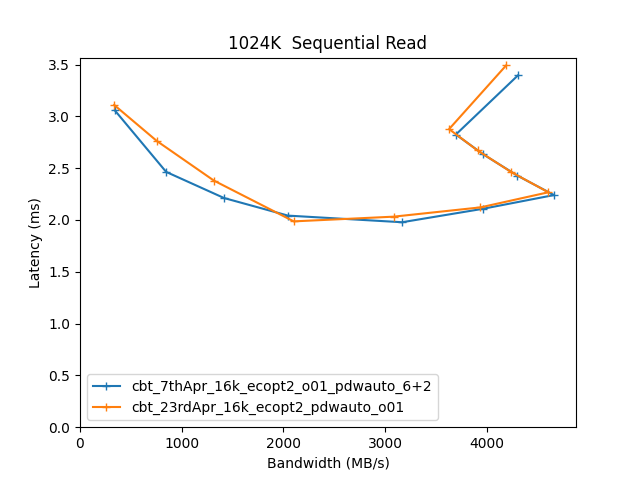 1024K  Sequential Read
3.5
3.0
2.5
2.0
1.5
1.0
0.5
0.0
Latency (ms)
0
1000
2000
3000
4000
Bandwidth (MB/s)
cbt_7thApr_16k_ecopt2_o01_pdwauto_6+2
cbt_23rdApr_16k_ecopt2_pdwauto_o01